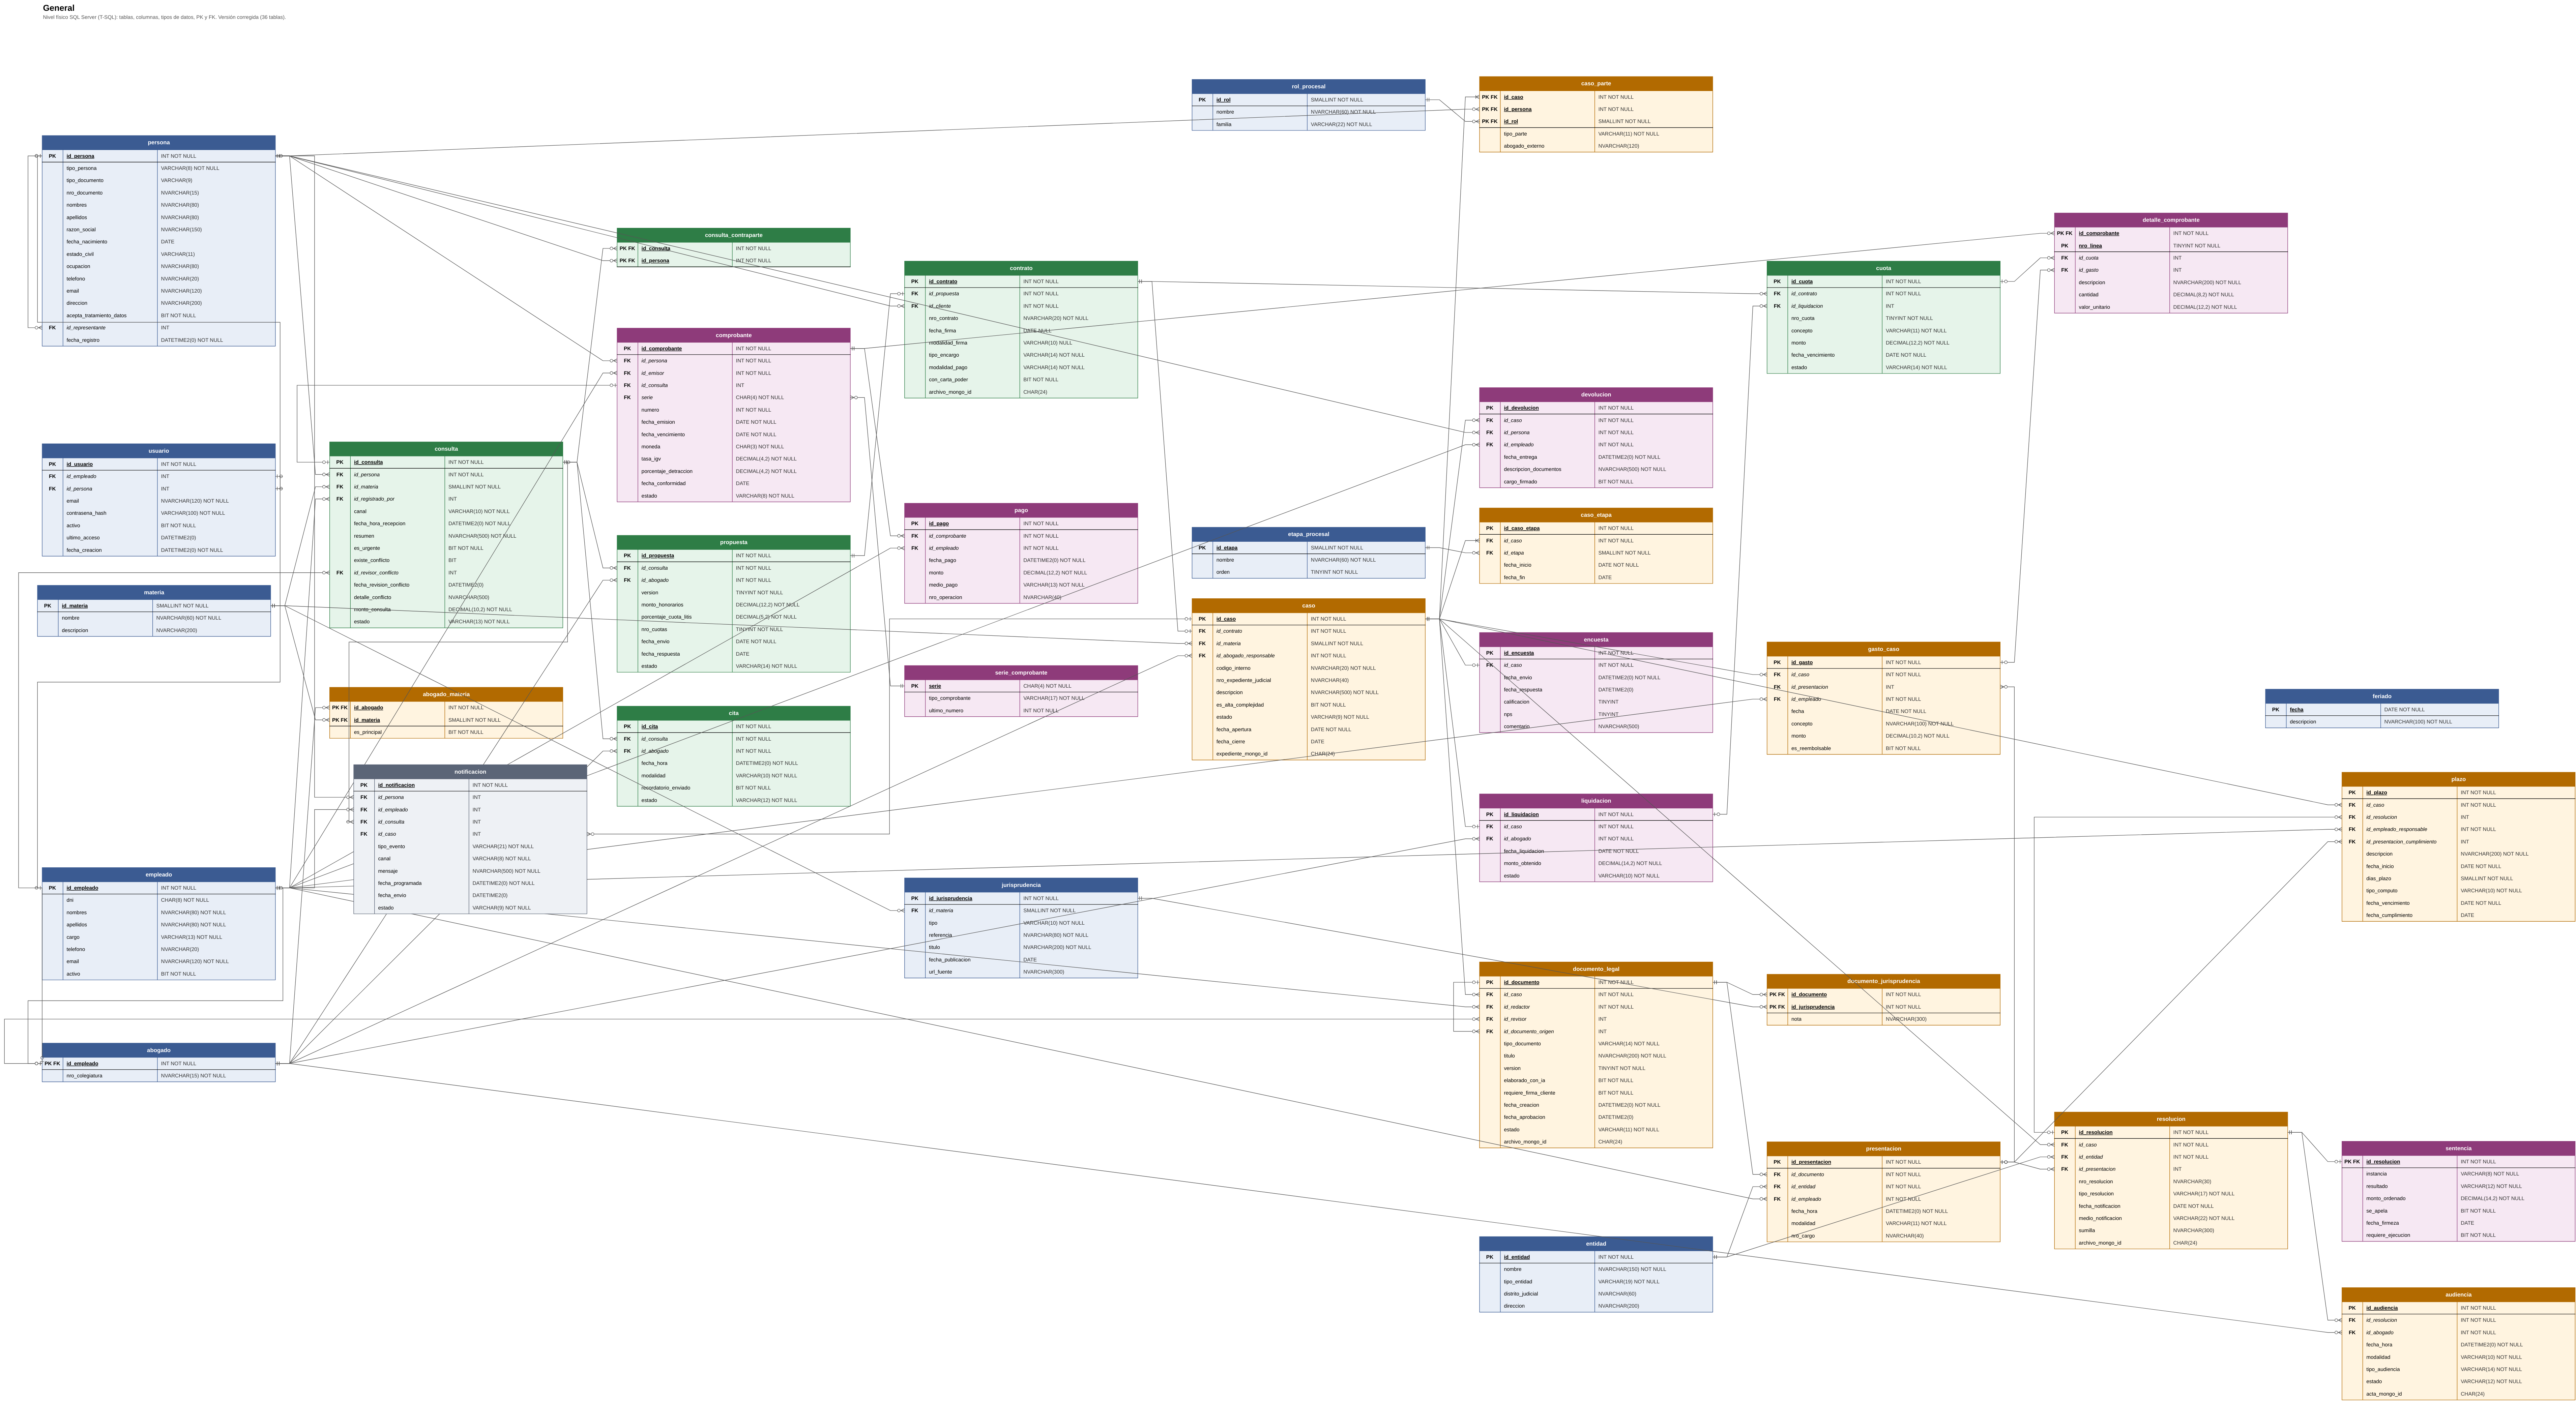 General
Nivel físico SQL Server (T-SQL): tablas, columnas, tipos de datos, PK y FK. Versión corregida (36 tablas).
rol_procesal
PK id_rol SMALLINT NOT NULL
nombre NVARCHAR(60) NOT NULL
familia VARCHAR(22) NOT NULL
caso_parte
PK FK id_caso INT NOT NULL
PK FK id_persona INT NOT NULL
PK FK id_rol SMALLINT NOT NULL
tipo_parte VARCHAR(11) NOT NULL
abogado_externo NVARCHAR(120)
persona
PK id_persona INT NOT NULL
tipo_persona VARCHAR(8) NOT NULL
tipo_documento VARCHAR(9)
nro_documento NVARCHAR(15)
nombres NVARCHAR(80)
apellidos NVARCHAR(80)
razon_social NVARCHAR(150)
fecha_nacimiento DATE
estado_civil VARCHAR(11)
ocupacion NVARCHAR(80)
telefono NVARCHAR(20)
email NVARCHAR(120)
direccion NVARCHAR(200)
acepta_tratamiento_datos BIT NOT NULL
FK id_representante INT
fecha_registro DATETIME2(0) NOT NULL
consulta_contraparte
PK FK id_consulta INT NOT NULL
PK FK id_persona INT NOT NULL
contrato
PK id_contrato INT NOT NULL
FK id_propuesta INT NOT NULL
FK id_cliente INT NOT NULL
nro_contrato NVARCHAR(20) NOT NULL
fecha_firma DATE NULL
modalidad_firma VARCHAR(10) NULL
tipo_encargo VARCHAR(14) NOT NULL
modalidad_pago VARCHAR(14) NOT NULL
con_carta_poder BIT NOT NULL
archivo_mongo_id CHAR(24)
cuota
PK id_cuota INT NOT NULL
FK id_contrato INT NOT NULL
FK id_liquidacion INT
nro_cuota TINYINT NOT NULL
concepto VARCHAR(11) NOT NULL
monto DECIMAL(12,2) NOT NULL
fecha_vencimiento DATE NOT NULL
estado VARCHAR(14) NOT NULL
detalle_comprobante
PK FK id_comprobante INT NOT NULL
PK nro_linea TINYINT NOT NULL
FK id_cuota INT
FK id_gasto INT
descripcion NVARCHAR(200) NOT NULL
cantidad DECIMAL(8,2) NOT NULL
valor_unitario DECIMAL(12,2) NOT NULL
comprobante
PK id_comprobante INT NOT NULL
FK id_persona INT NOT NULL
FK id_emisor INT NOT NULL
FK id_consulta INT
FK serie CHAR(4) NOT NULL
numero INT NOT NULL
fecha_emision DATE NOT NULL
fecha_vencimiento DATE NOT NULL
moneda CHAR(3) NOT NULL
tasa_igv DECIMAL(4,2) NOT NULL
porcentaje_detraccion DECIMAL(4,2) NOT NULL
fecha_conformidad DATE
estado VARCHAR(8) NOT NULL
devolucion
PK id_devolucion INT NOT NULL
FK id_caso INT NOT NULL
FK id_persona INT NOT NULL
FK id_empleado INT NOT NULL
fecha_entrega DATETIME2(0) NOT NULL
descripcion_documentos NVARCHAR(500) NOT NULL
cargo_firmado BIT NOT NULL
usuario
PK id_usuario INT NOT NULL
FK id_empleado INT
FK id_persona INT
email NVARCHAR(120) NOT NULL
contrasena_hash VARCHAR(100) NOT NULL
activo BIT NOT NULL
ultimo_acceso DATETIME2(0)
fecha_creacion DATETIME2(0) NOT NULL
consulta
PK id_consulta INT NOT NULL
FK id_persona INT NOT NULL
FK id_materia SMALLINT NOT NULL
FK id_registrado_por INT
canal VARCHAR(10) NOT NULL
fecha_hora_recepcion DATETIME2(0) NOT NULL
resumen NVARCHAR(500) NOT NULL
es_urgente BIT NOT NULL
existe_conflicto BIT
FK id_revisor_conflicto INT
fecha_revision_conflicto DATETIME2(0)
detalle_conflicto NVARCHAR(500)
monto_consulta DECIMAL(10,2) NOT NULL
estado VARCHAR(13) NOT NULL
pago
PK id_pago INT NOT NULL
FK id_comprobante INT NOT NULL
FK id_empleado INT NOT NULL
fecha_pago DATETIME2(0) NOT NULL
monto DECIMAL(12,2) NOT NULL
medio_pago VARCHAR(13) NOT NULL
nro_operacion NVARCHAR(40)
caso_etapa
PK id_caso_etapa INT NOT NULL
FK id_caso INT NOT NULL
FK id_etapa SMALLINT NOT NULL
fecha_inicio DATE NOT NULL
fecha_fin DATE
etapa_procesal
PK id_etapa SMALLINT NOT NULL
nombre NVARCHAR(60) NOT NULL
orden TINYINT NOT NULL
propuesta
PK id_propuesta INT NOT NULL
FK id_consulta INT NOT NULL
FK id_abogado INT NOT NULL
version TINYINT NOT NULL
monto_honorarios DECIMAL(12,2) NOT NULL
porcentaje_cuota_litis DECIMAL(5,2) NOT NULL
nro_cuotas TINYINT NOT NULL
fecha_envio DATE NOT NULL
fecha_respuesta DATE
estado VARCHAR(14) NOT NULL
materia
PK id_materia SMALLINT NOT NULL
nombre NVARCHAR(60) NOT NULL
descripcion NVARCHAR(200)
caso
PK id_caso INT NOT NULL
FK id_contrato INT NOT NULL
FK id_materia SMALLINT NOT NULL
FK id_abogado_responsable INT NOT NULL
codigo_interno NVARCHAR(20) NOT NULL
nro_expediente_judicial NVARCHAR(40)
descripcion NVARCHAR(500) NOT NULL
es_alta_complejidad BIT NOT NULL
estado VARCHAR(9) NOT NULL
fecha_apertura DATE NOT NULL
fecha_cierre DATE
expediente_mongo_id CHAR(24)
encuesta
PK id_encuesta INT NOT NULL
FK id_caso INT NOT NULL
fecha_envio DATETIME2(0) NOT NULL
fecha_respuesta DATETIME2(0)
calificacion TINYINT
nps TINYINT
comentario NVARCHAR(500)
gasto_caso
PK id_gasto INT NOT NULL
FK id_caso INT NOT NULL
FK id_presentacion INT
FK id_empleado INT NOT NULL
fecha DATE NOT NULL
concepto NVARCHAR(100) NOT NULL
monto DECIMAL(10,2) NOT NULL
es_reembolsable BIT NOT NULL
serie_comprobante
PK serie CHAR(4) NOT NULL
tipo_comprobante VARCHAR(17) NOT NULL
ultimo_numero INT NOT NULL
abogado_materia
PK FK id_abogado INT NOT NULL
PK FK id_materia SMALLINT NOT NULL
es_principal BIT NOT NULL
feriado
PK fecha DATE NOT NULL
descripcion NVARCHAR(100) NOT NULL
cita
PK id_cita INT NOT NULL
FK id_consulta INT NOT NULL
FK id_abogado INT NOT NULL
fecha_hora DATETIME2(0) NOT NULL
modalidad VARCHAR(10) NOT NULL
recordatorio_enviado BIT NOT NULL
estado VARCHAR(12) NOT NULL
notificacion
PK id_notificacion INT NOT NULL
FK id_persona INT
FK id_empleado INT
FK id_consulta INT
FK id_caso INT
tipo_evento VARCHAR(21) NOT NULL
canal VARCHAR(8) NOT NULL
mensaje NVARCHAR(500) NOT NULL
fecha_programada DATETIME2(0) NOT NULL
fecha_envio DATETIME2(0)
estado VARCHAR(9) NOT NULL
plazo
PK id_plazo INT NOT NULL
FK id_caso INT NOT NULL
FK id_resolucion INT
FK id_empleado_responsable INT NOT NULL
FK id_presentacion_cumplimiento INT
descripcion NVARCHAR(200) NOT NULL
fecha_inicio DATE NOT NULL
dias_plazo SMALLINT NOT NULL
tipo_computo VARCHAR(10) NOT NULL
fecha_vencimiento DATE NOT NULL
fecha_cumplimiento DATE
liquidacion
PK id_liquidacion INT NOT NULL
FK id_caso INT NOT NULL
FK id_abogado INT NOT NULL
fecha_liquidacion DATE NOT NULL
monto_obtenido DECIMAL(14,2) NOT NULL
estado VARCHAR(10) NOT NULL
empleado
PK id_empleado INT NOT NULL
dni CHAR(8) NOT NULL
nombres NVARCHAR(80) NOT NULL
apellidos NVARCHAR(80) NOT NULL
cargo VARCHAR(13) NOT NULL
telefono NVARCHAR(20)
email NVARCHAR(120) NOT NULL
activo BIT NOT NULL
jurisprudencia
PK id_jurisprudencia INT NOT NULL
FK id_materia SMALLINT NOT NULL
tipo VARCHAR(10) NOT NULL
referencia NVARCHAR(80) NOT NULL
titulo NVARCHAR(200) NOT NULL
fecha_publicacion DATE
url_fuente NVARCHAR(300)
documento_legal
PK id_documento INT NOT NULL
FK id_caso INT NOT NULL
FK id_redactor INT NOT NULL
FK id_revisor INT
FK id_documento_origen INT
tipo_documento VARCHAR(14) NOT NULL
titulo NVARCHAR(200) NOT NULL
version TINYINT NOT NULL
elaborado_con_ia BIT NOT NULL
requiere_firma_cliente BIT NOT NULL
fecha_creacion DATETIME2(0) NOT NULL
fecha_aprobacion DATETIME2(0)
estado VARCHAR(11) NOT NULL
archivo_mongo_id CHAR(24)
documento_jurisprudencia
PK FK id_documento INT NOT NULL
PK FK id_jurisprudencia INT NOT NULL
nota NVARCHAR(300)
abogado
PK FK id_empleado INT NOT NULL
nro_colegiatura NVARCHAR(15) NOT NULL
presentacion
PK id_presentacion INT NOT NULL
FK id_documento INT NOT NULL
FK id_entidad INT NOT NULL
FK id_empleado INT NOT NULL
fecha_hora DATETIME2(0) NOT NULL
modalidad VARCHAR(11) NOT NULL
nro_cargo NVARCHAR(40)
resolucion
PK id_resolucion INT NOT NULL
FK id_caso INT NOT NULL
FK id_entidad INT NOT NULL
FK id_presentacion INT
nro_resolucion NVARCHAR(30)
tipo_resolucion VARCHAR(17) NOT NULL
fecha_notificacion DATE NOT NULL
medio_notificacion VARCHAR(22) NOT NULL
sumilla NVARCHAR(300)
archivo_mongo_id CHAR(24)
sentencia
PK FK id_resolucion INT NOT NULL
instancia VARCHAR(8) NOT NULL
resultado VARCHAR(12) NOT NULL
monto_ordenado DECIMAL(14,2) NOT NULL
se_apela BIT NOT NULL
fecha_firmeza DATE
requiere_ejecucion BIT NOT NULL
entidad
PK id_entidad INT NOT NULL
nombre NVARCHAR(150) NOT NULL
tipo_entidad VARCHAR(19) NOT NULL
distrito_judicial NVARCHAR(60)
direccion NVARCHAR(200)
audiencia
PK id_audiencia INT NOT NULL
FK id_resolucion INT NOT NULL
FK id_abogado INT NOT NULL
fecha_hora DATETIME2(0) NOT NULL
modalidad VARCHAR(10) NOT NULL
tipo_audiencia VARCHAR(14) NOT NULL
estado VARCHAR(12) NOT NULL
acta_mongo_id CHAR(24)